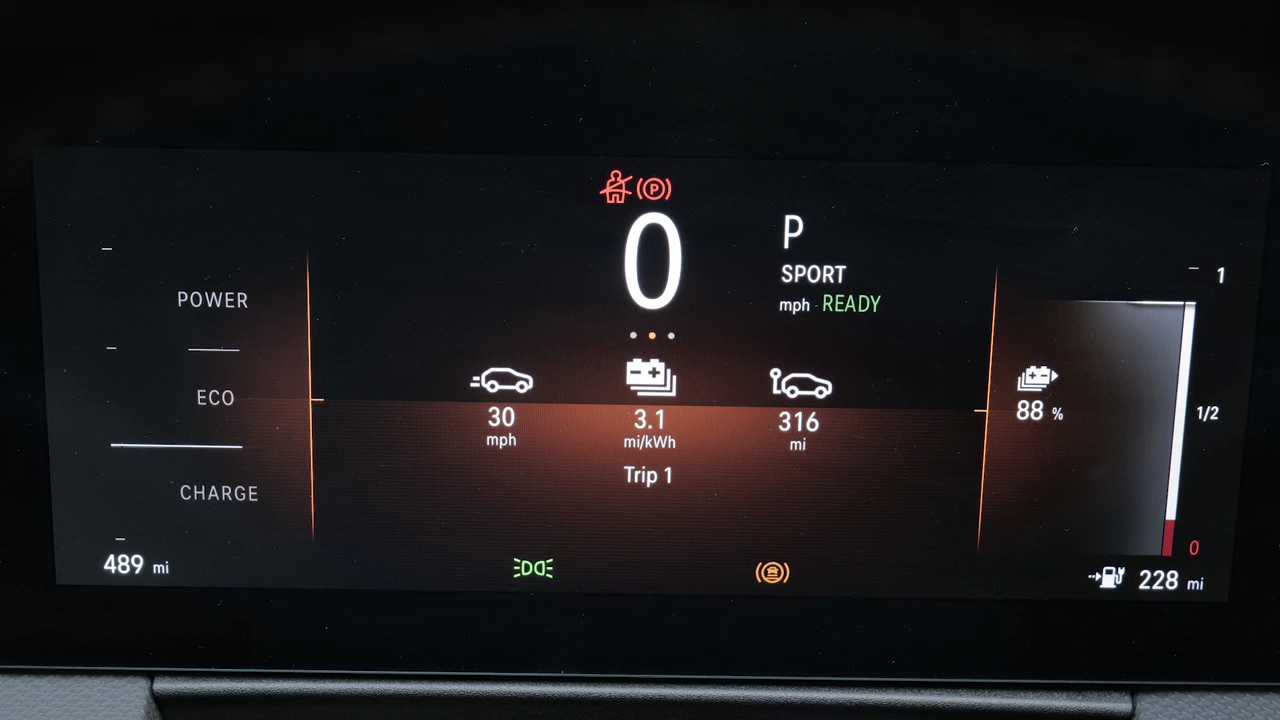 P
0
P
SPORT
mph · READY
1
POWER
ECO
30
mph
3.1
mi/kWh
316
mi
88 %
1/2
Trip 1
CHARGE
0
489 mi
228 mi